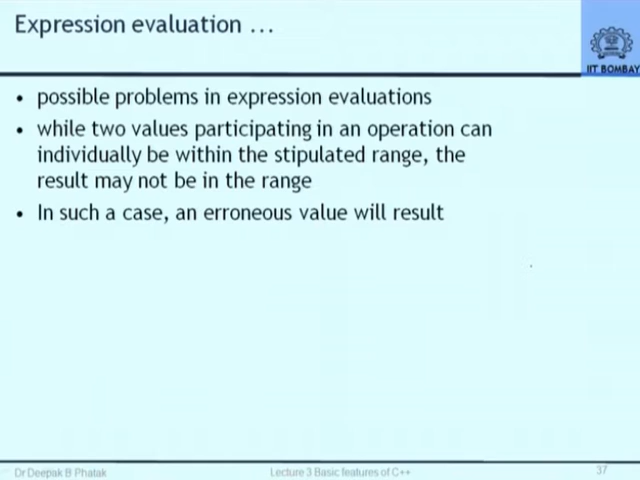 Expression evaluation ...
IIT BOMBAY
• possible problems in expression evaluations
• while two values participating in an operation can
individually be within the stipulated range, the
result may not be in the range
• In such a case, an erroneous value will result
Dr Deepak B Phatak
Lecture 3 Basic features of C++
37